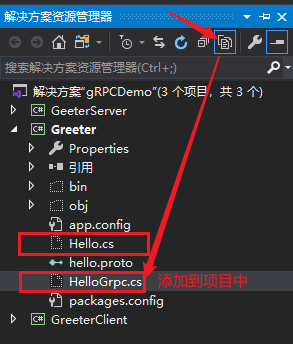 解决方案资源管理器
搜索解决方案资源管理器(Ctrl+;)
解决方案"gRPCDemo"(3 个项目，共 3 个)
GeeterServer
Greeter
Properties
引用
bin
obj
app.config
Hello.cs
hello.proto
HelloGrpc.cs 添加到项目中
packages.config
GreeterClient